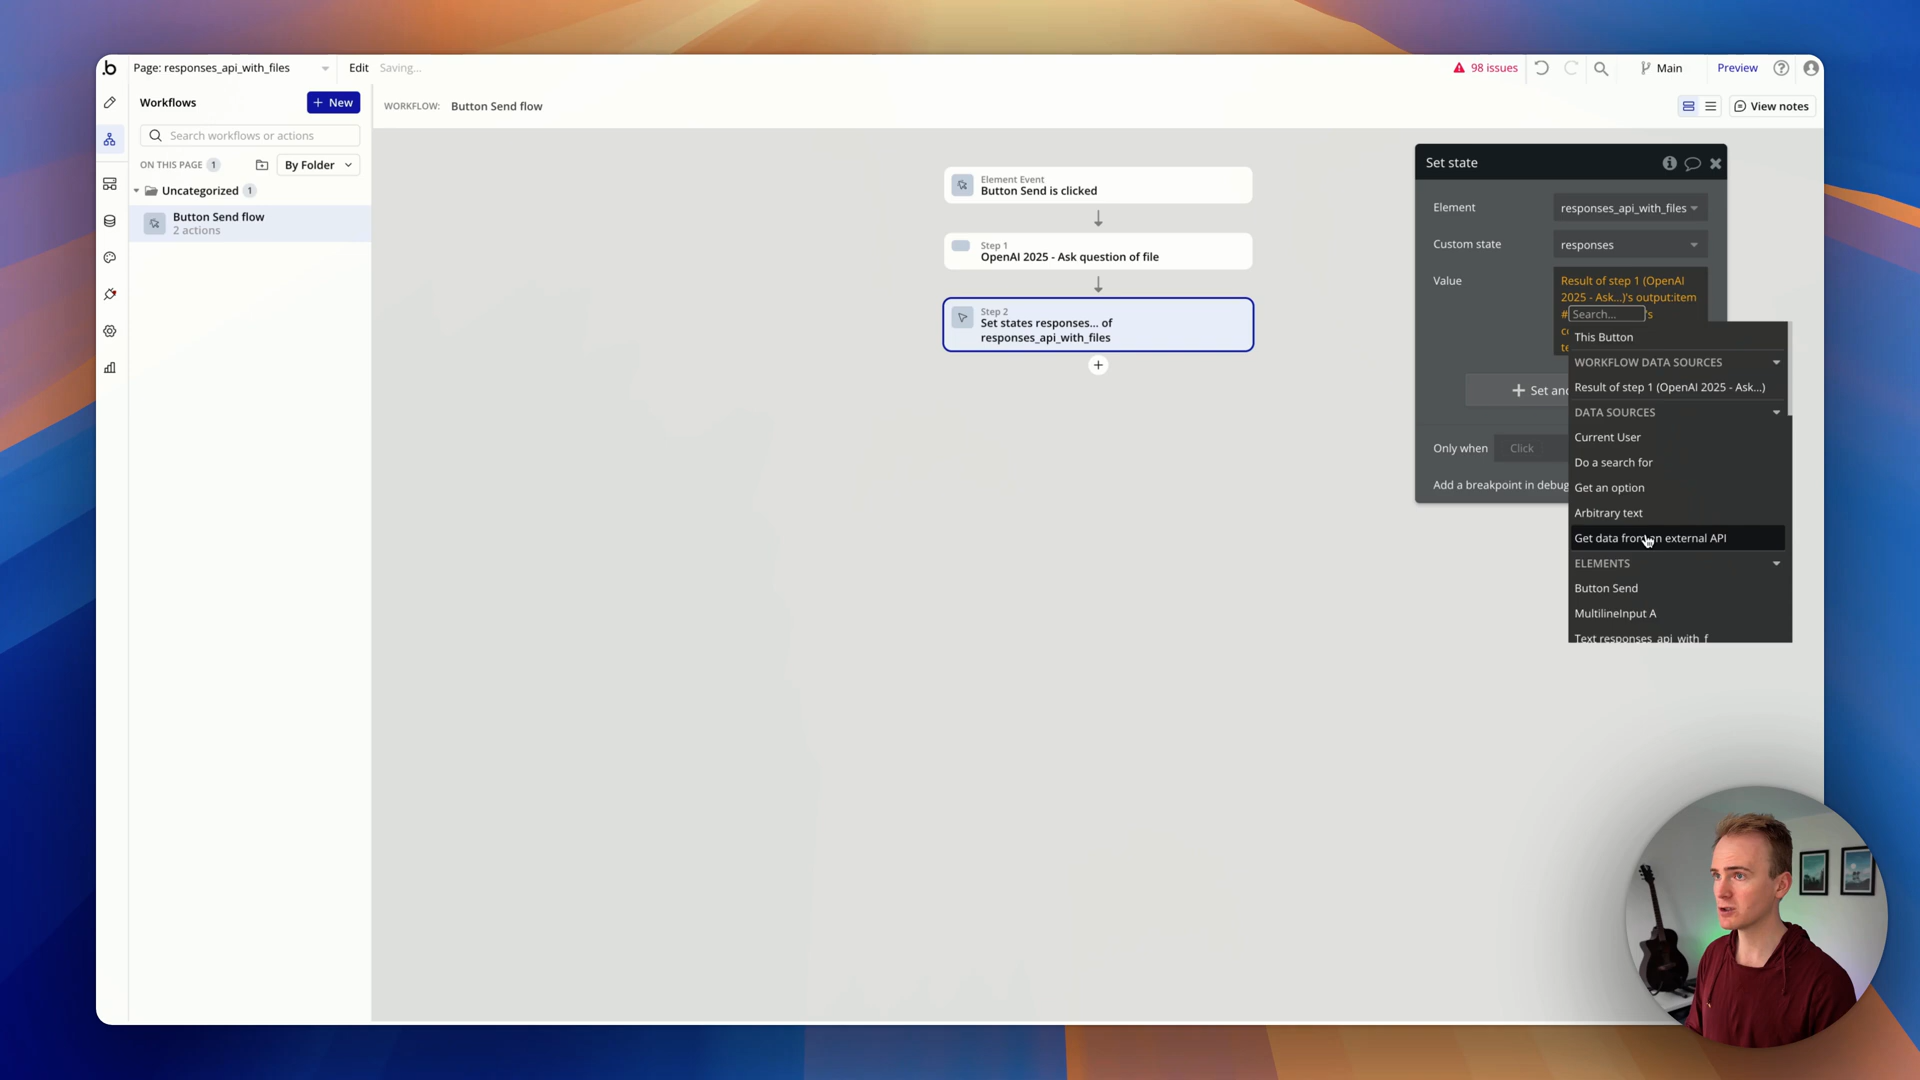 .b
Page: responses_api_with_files
Edit
Saving...
98 issues
Main
Preview
Workflows
+ New
WORKFLOW:
Button Send flow
View notes
Search workflows or actions
ON THIS PAGE 1
By Folder
Uncategorized 1
Button Send flow
2 actions
Element Event
Button Send is clicked
Step 1
OpenAI 2025 - Ask question of file
Step 2
Set states responses... of
responses_api_with_files
Set state
Element
responses_api_with_files
Custom state
responses
Value
Result of step 1 (OpenAI
2025 - Ask...)'s output:item
# Search... 's
Set
Only when
Click
Add a breakpoint in debug
This Button
WORKFLOW DATA SOURCES
Result of step 1 (OpenAI 2025 - Ask...)
DATA SOURCES
Current User
Do a search for
Get an option
Arbitrary text
Get data from an external API
ELEMENTS
Button Send
MultilineInput A
Text responses_api_with_f